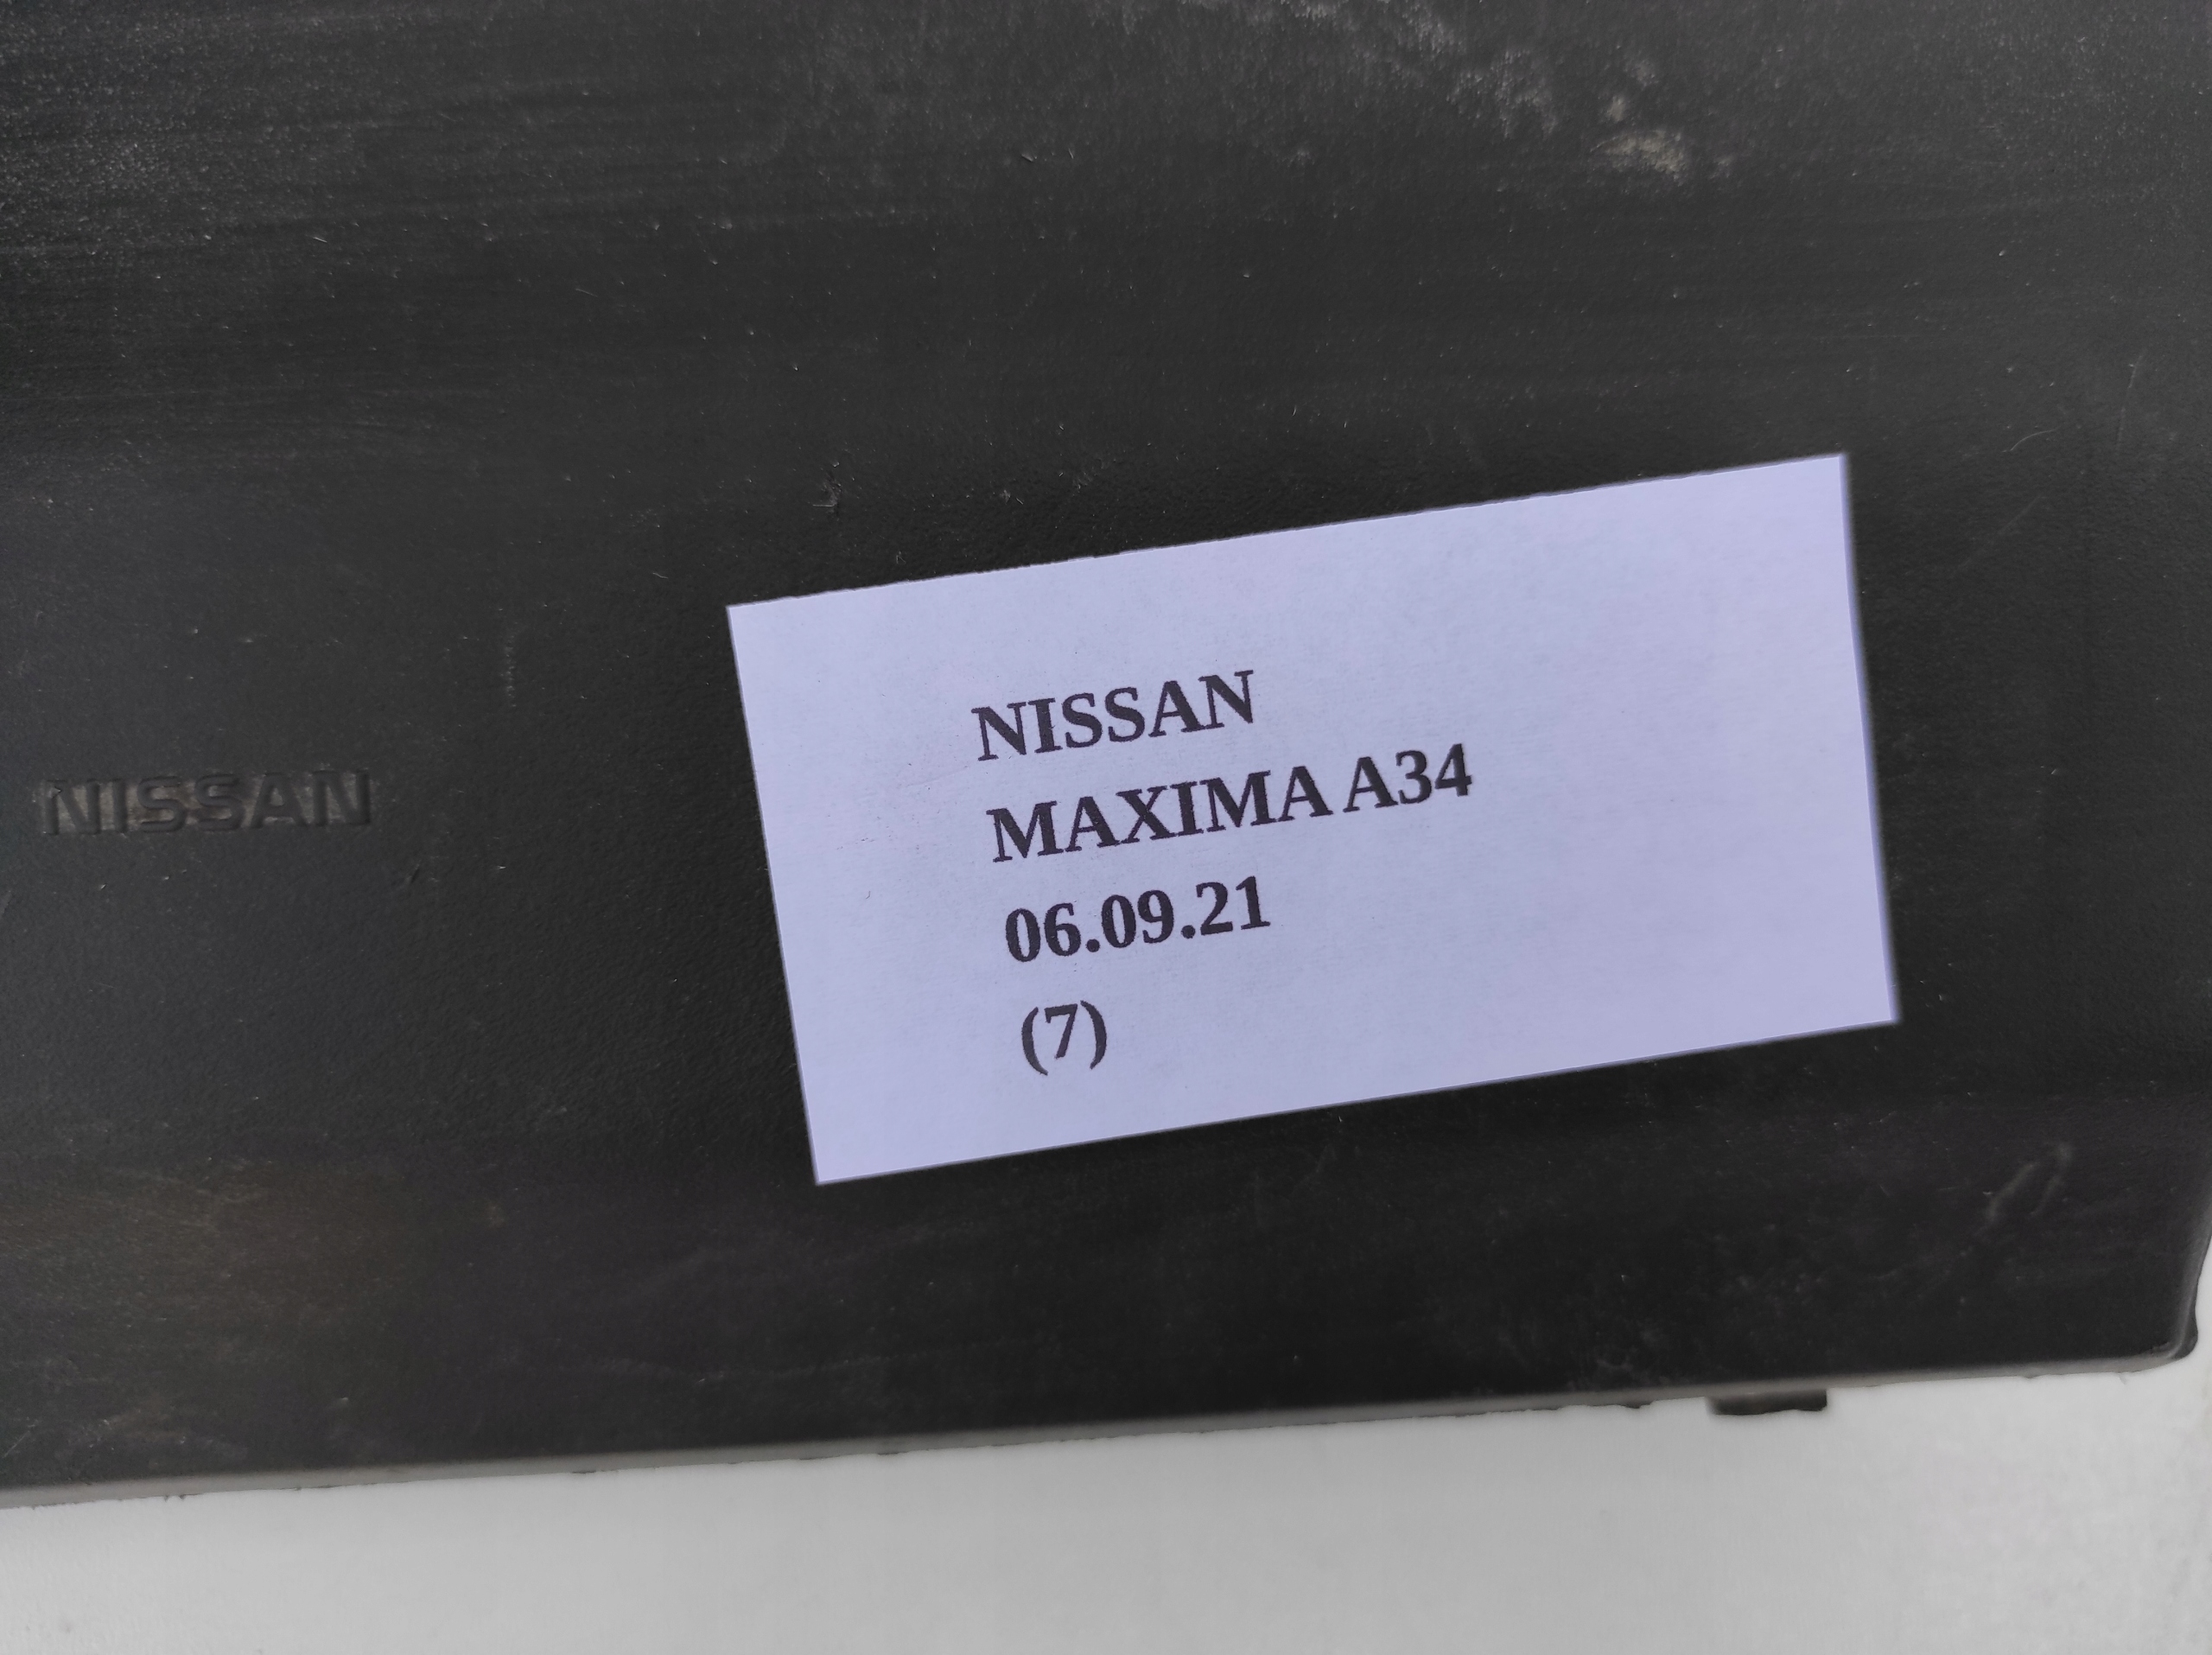 NISSAN
NISSAN
MAXIMA A34
06.09.21
(7)